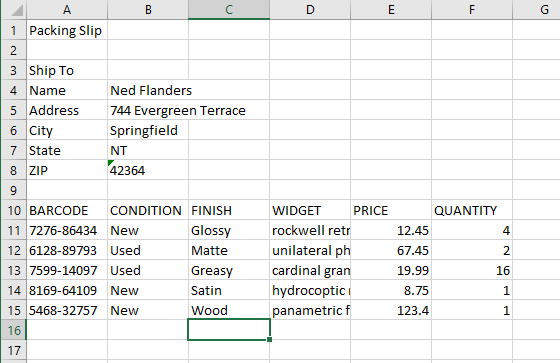 A B C D E F G
1 Packing Slip
2
3 Ship To
4 Name Ned Flanders
5 Address 744 Evergreen Terrace
6 City Springfield
7 State NT
8 ZIP 42364
9
10 BARCODE CONDITION FINISH WIDGET PRICE QUANTITY
11 7276-86434 New Glossy rockwell retr 12.45 4
12 6128-89793 Used Matte unilateral ph 67.45 2
13 7599-14097 Used Greasy cardinal gram 19.99 16
14 8169-64109 New Satin hydrocoptic 8.75 1
15 5468-32757 New Wood panametric f 123.4 1
16
17